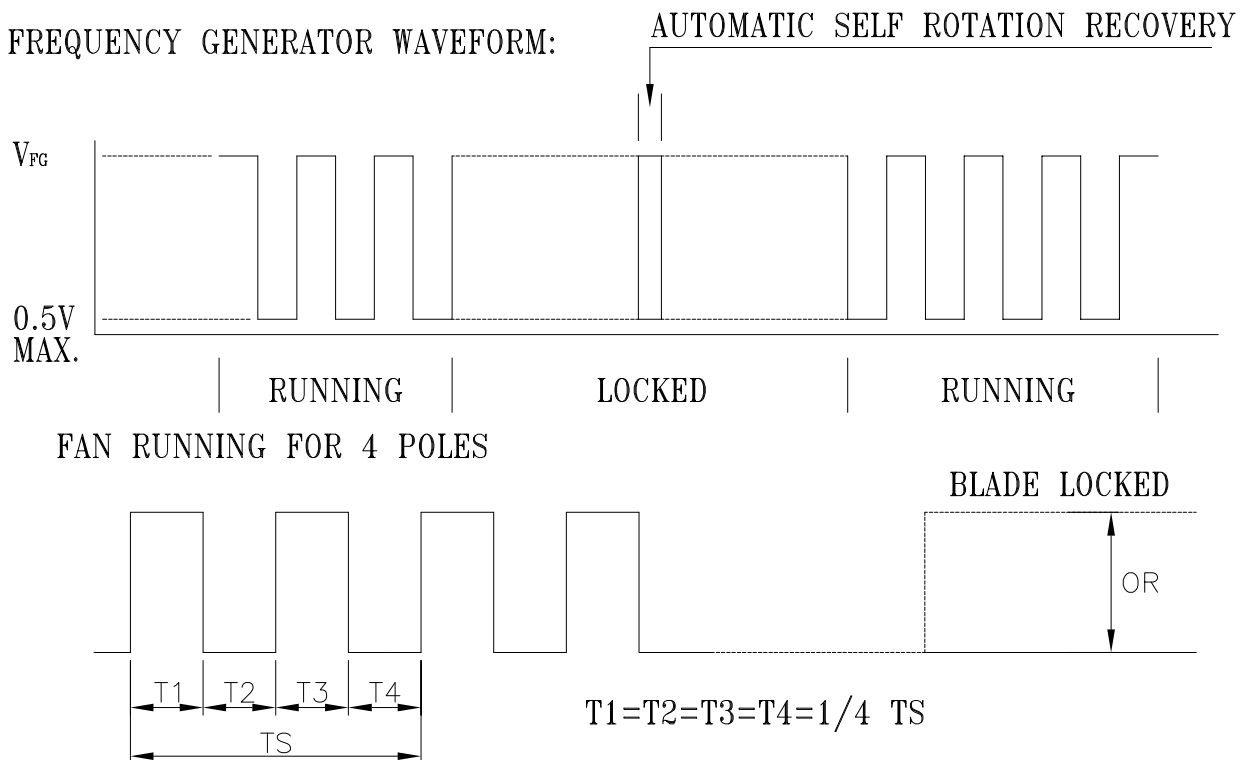 AUTOMATIC SELF ROTATION RECOVERY
FREQUENCY GENERATOR WAVEFORM:
VFG
0.5V
MAX.
RUNNING
LOCKED
RUNNING
FAN RUNNING FOR 4 POLES
BLADE LOCKED
OR
T1
T2
T3
T4
TS
T1=T2=T3=T4=1/4 TS